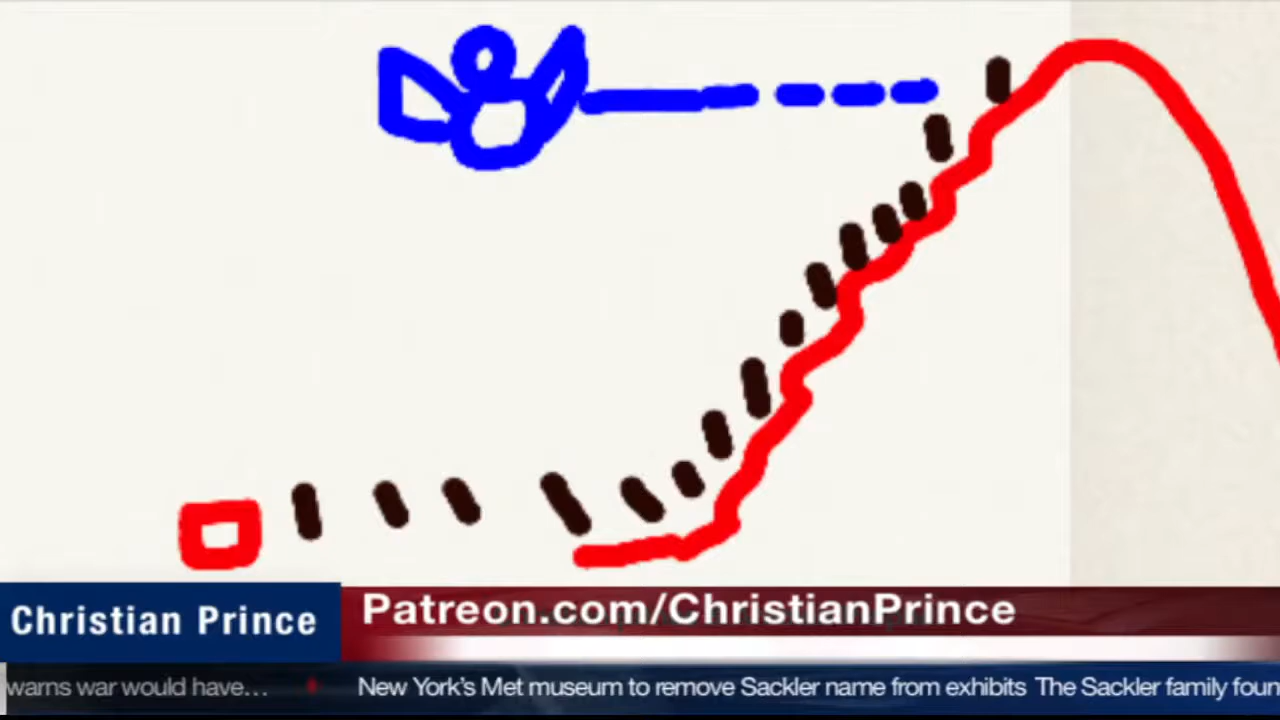 Christian Prince
Patreon.com/ChristianPrince
warns war would have... New York's Met museum to remove Sackler name from exhibits The Sackler family foun